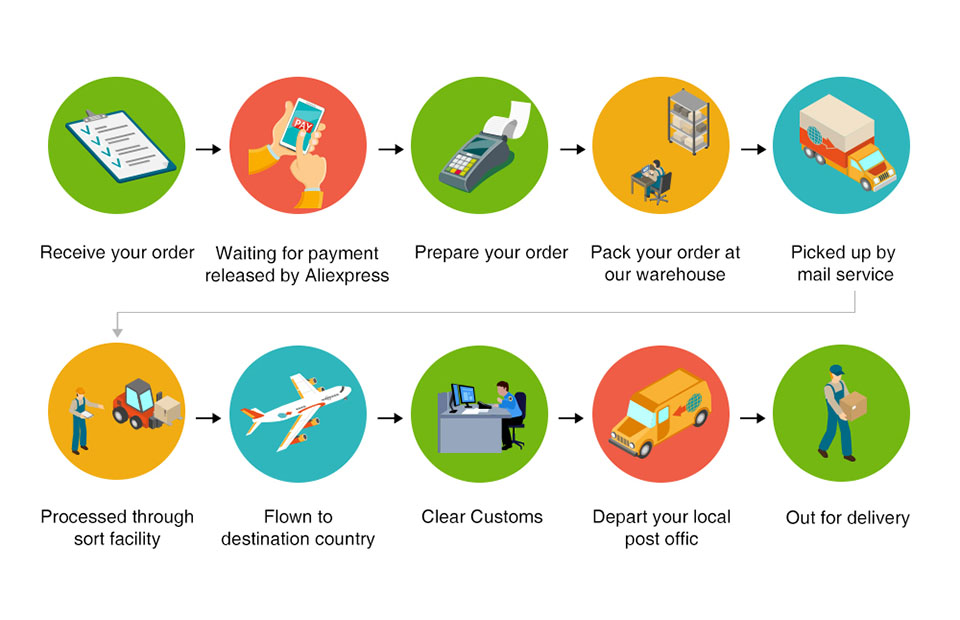 Receive your order
Waiting for payment
released by Aliexpress
PAY
Prepare your order
Pack your order at
our warehouse
Picked up by
mail service
Processed through
sort facility
Flown to
destination country
Clear Customs
Depart your local
post offic
Out for delivery